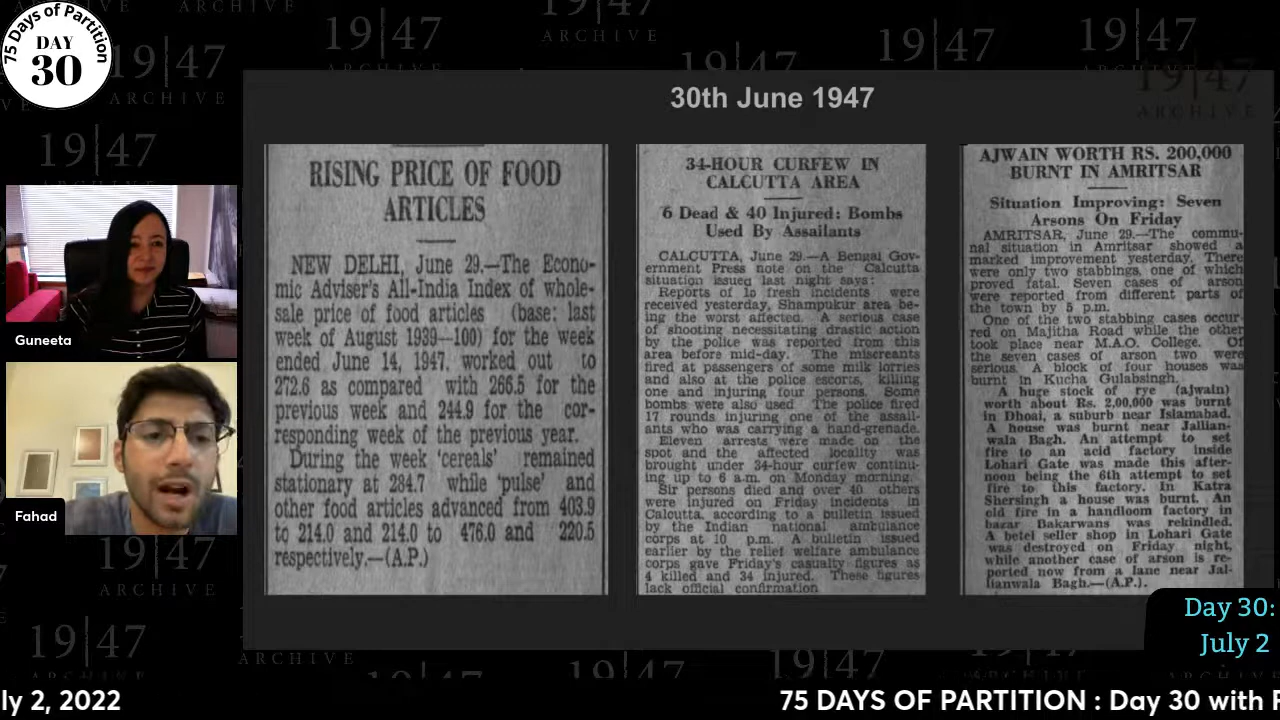 75 Days of Partition
DAY
30
19|47
ARCHIVE
30th June 1947
RISING PRICE OF FOOD
ARTICLES
NEW DELHI, June 29.—The Econo-
mic Adviser's All-India Index of whole-
sale price of food articles (base: last
week of August 1939—100) for the week
ended June 14, 1947. worked out to
272.6 as compared with 266.5 for the
previous week and 244.9 for the cor-
responding week of the previous year.
During the week 'cereals' remained
stationary at 284.7 while 'pulse' and
other food articles advanced from 403.9
to 214.0 and 214.0 to 476.0 and 220.5
respectively.—(A.P.)
34-HOUR CURFEW IN
CALCUTTA AREA
6 Dead & 40 Injured: Bombs
Used By Assailants
CALCUTTA, June 29.—A Bengal Gov-
ernment Press note on the Calcutta
situation issued last night says:
Reports of 15 fresh incidents were
received yesterday, Shampukur area be-
ing the worst affected. A serious case
of shooting necessitating drastic action
by the police was reported from this
area before mid-day. The miscreants
fired at passengers of some milk lorries
and also at the police escorts, killing
one and injuring four persons. Some
bombs were also used. The police fired
17 rounds injuring one of the assail-
ants who was carrying a hand-grenade.
Eleven arrests were made on the
spot and the affected locality was
brought under 34-hour curfew continu-
ing up to 6 a.m. on Monday morning.
Sir persons died and over 40 others
were injured on Friday incidents in
Calcutta, according to a bulletin issued
by the Indian national ambulance
corps at 10 p.m. A bulletin issued
earlier by the relief welfare ambulance
corps gave Friday's casualty figures as
4 killed and 34 injured. These figures
lack official confirmation
AJWAIN WORTH RS. 200,000
BURNT IN AMRITSAR
Situation Improving: Seven
Arsons On Friday
AMRITSAR, June 29.—The commu-
nal situation in Amritsar showed a
marked improvement yesterday. There
were only two stabbings, one of which
proved fatal. Seven cases of arson
were reported from different parts of
the town by 5 p.m.
One of the two stabbing cases occur-
red on Majitha Road while the other
took place near M.A.O. College. Of
the seven cases of arson two were
serious. A block of four houses was
burnt in Kucha Gulabsingh.
A huge stock of rye (ajwain)
worth about Rs. 2,00,000 was burnt
in Dhoai, a suburb near Islamabad.
A house was burnt near Jallian-
wala Bagh. An attempt to set
fire to an acid factory inside
Lohari Gate was made this after-
noon being the 6th attempt to set
fire to this factory. In Katra
Shersingh a house was burnt. An
old fire in a handloom factory in
bazar Bakarwans was rekindled.
A betel seller shop in Lohari Gate
was destroyed on Friday night,
while another case of arson is re-
ported now from a lane near Jal-
lianwala Bagh.—(A.P.).
Guneeta
Fahad
Day 30:
July 2
ly 2, 2022
75 DAYS OF PARTITION : Day 30 with F